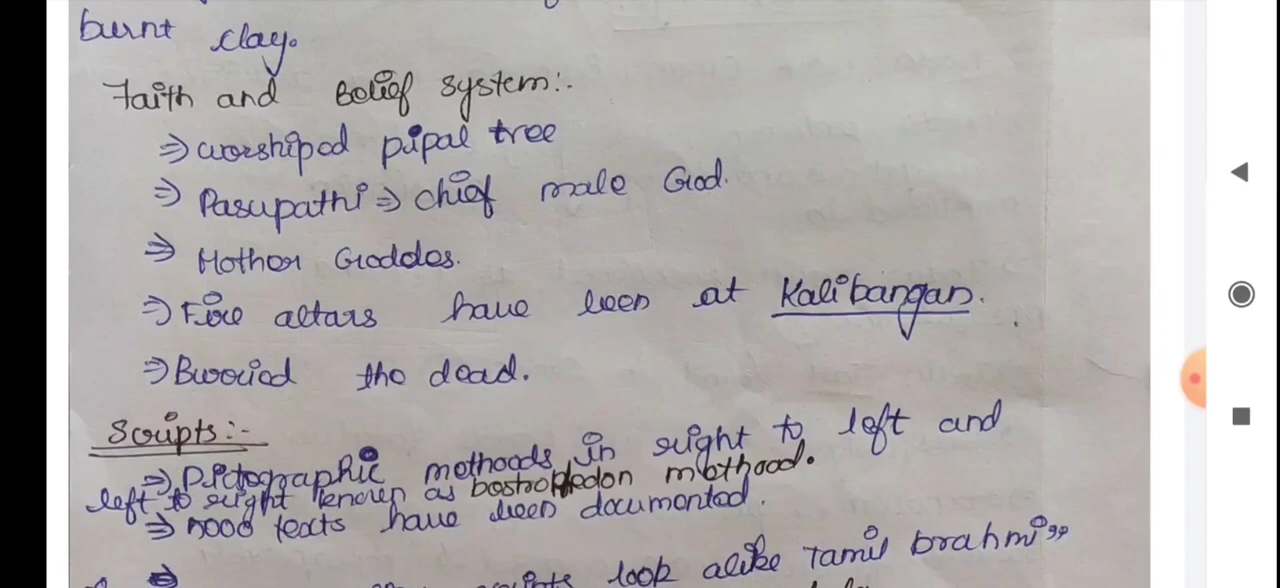 burnt clay.
Faith and Belief system:-
⇒ worshiped pipal tree
⇒ Pasupathi ⇒ chief male God.
⇒ Mother Goddes.
⇒ Fire altars have been at Kalibangan.
⇒ Buried the dead.
Scripts:-
⇒ Pictographic methods in right to left and
left to right known as bostrophedon method.
⇒ 5000 texts have been documented.
look alike Tamil brahmi"